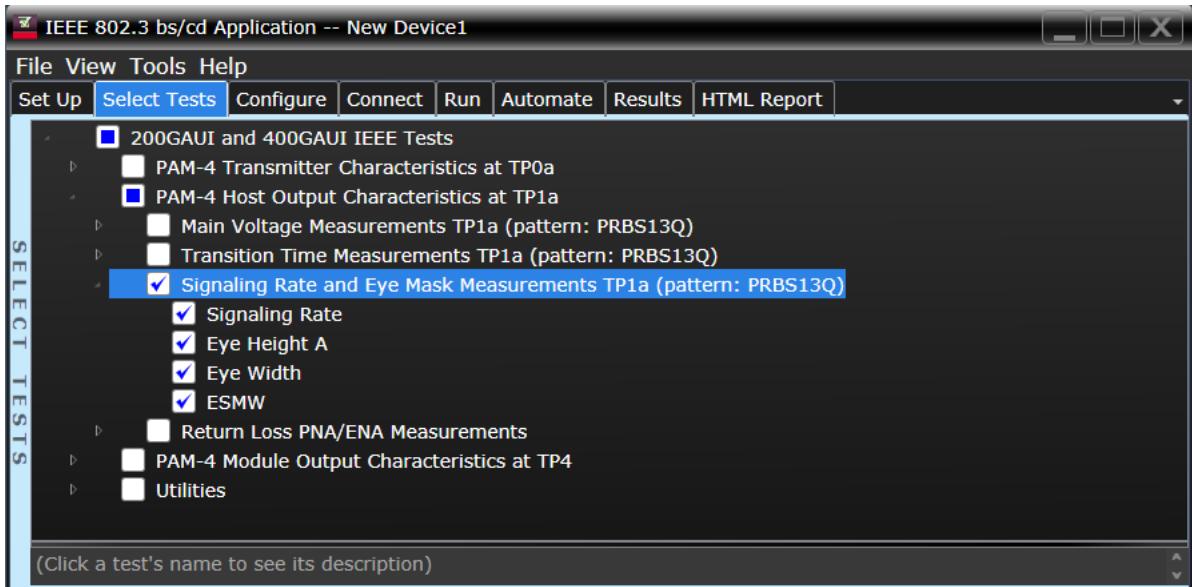 IEEE 802.3 bs/cd Application -- New Device1
File View Tools Help
Set Up Select Tests Configure Connect Run Automate Results HTML Report
SELECT TESTS
200GAUI and 400GAUI IEEE Tests
PAM-4 Transmitter Characteristics at TP0a
PAM-4 Host Output Characteristics at TP1a
Main Voltage Measurements TP1a (pattern: PRBS13Q)
Transition Time Measurements TP1a (pattern: PRBS13Q)
Signaling Rate and Eye Mask Measurements TP1a (pattern: PRBS13Q)
Signaling Rate
Eye Height A
Eye Width
ESMW
Return Loss PNA/ENA Measurements
PAM-4 Module Output Characteristics at TP4
Utilities
(Click a test's name to see its description)